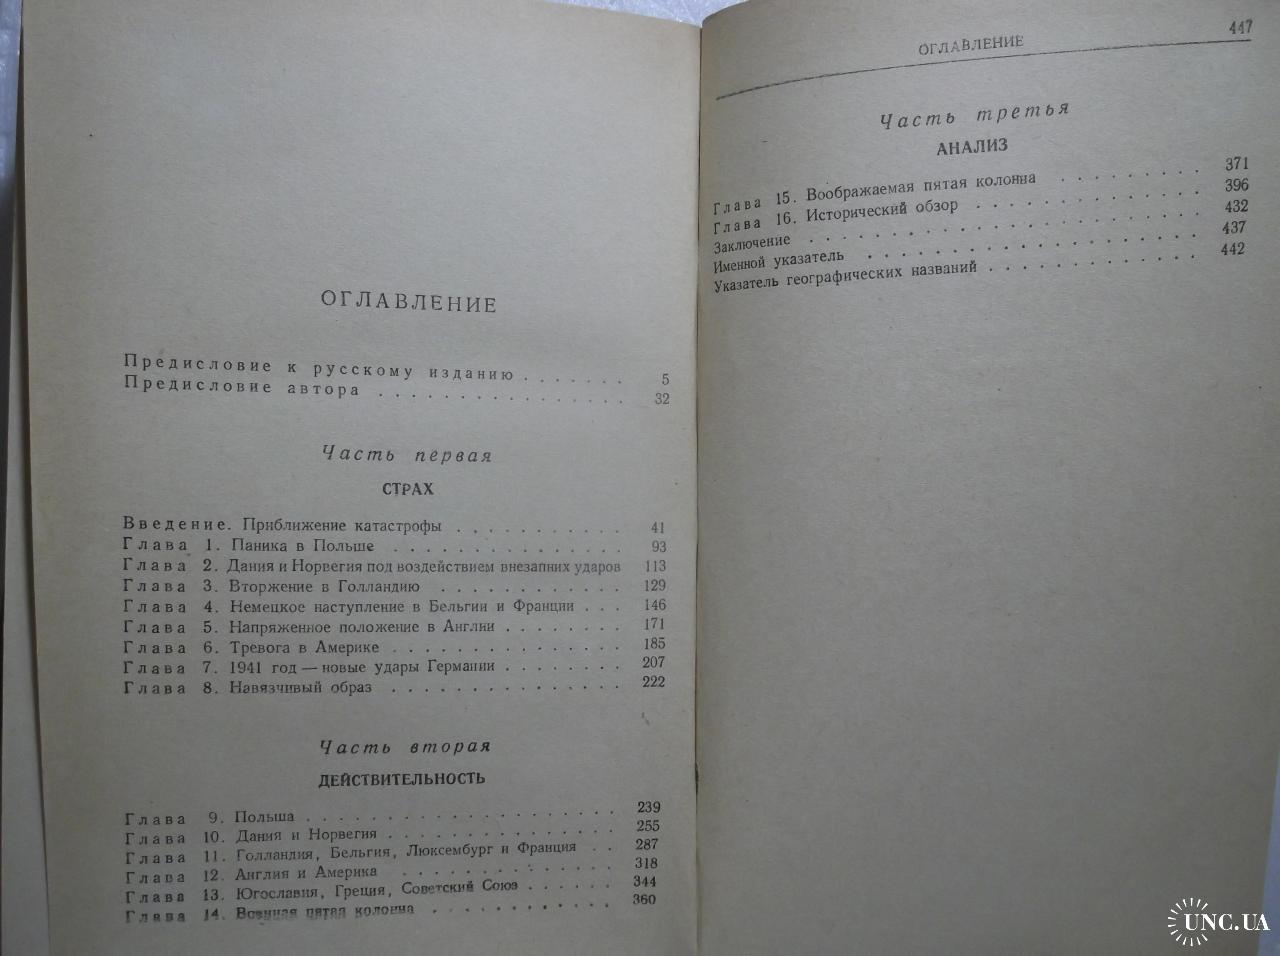 ОГЛАВЛЕНИЕ
Предисловие к русскому изданию . . . . . . . 5
Предисловие автора . . . . . . . . . . . . . . . 32
Часть первая
СТРАХ
Введение. Приближение катастрофы . . . . . . . . . . 41
Глава 1. Паника в Польше . . . . . . . . . . . . . . 93
Глава 2. Дания и Норвегия под воздействием внезапних ударов 113
Глава 3. Вторжение в Голландию . . . . . . . . . . . 129
Глава 4. Немецкое наступление в Бельгии и Франции . . . 146
Глава 5. Напряженное положение в Англии . . . . . . . . 171
Глава 6. Тревога в Америке . . . . . . . . . . . . . 185
Глава 7. 1941 год — новые удары Германии . . . . . . . . 207
Глава 8. Навязчивый образ . . . . . . . . . . . . . . 222
Часть вторая
ДЕЙСТВИТЕЛЬНОСТЬ
Глава 9. Польша . . . . . . . . . . . . . . . . . . . 239
Глава 10. Дания и Норвегия . . . . . . . . . . . . . 255
Глава 11. Голландия, Бельгия, Люксембург и Франция . . 287
Глава 12. Англия и Америка . . . . . . . . . . . . . 318
Глава 13. Югославия, Греция, Советский Союз . . . . . . 344
Глава 14. Военная пятая колонна . . . . . . . . . . . 360
ОГЛАВЛЕНИЕ 447
Часть третья
АНАЛИЗ
Глава 15. Воображаемая пятая колонна . . . . . . . . . 371
Глава 16. Исторический обзор . . . . . . . . . . . . . 396
Заключение . . . . . . . . . . . . . . . . . . . . . 432
Именной указатель . . . . . . . . . . . . . . . . . . 437
Указатель географических названий . . . . . . . . . . . 442
UNC.UA